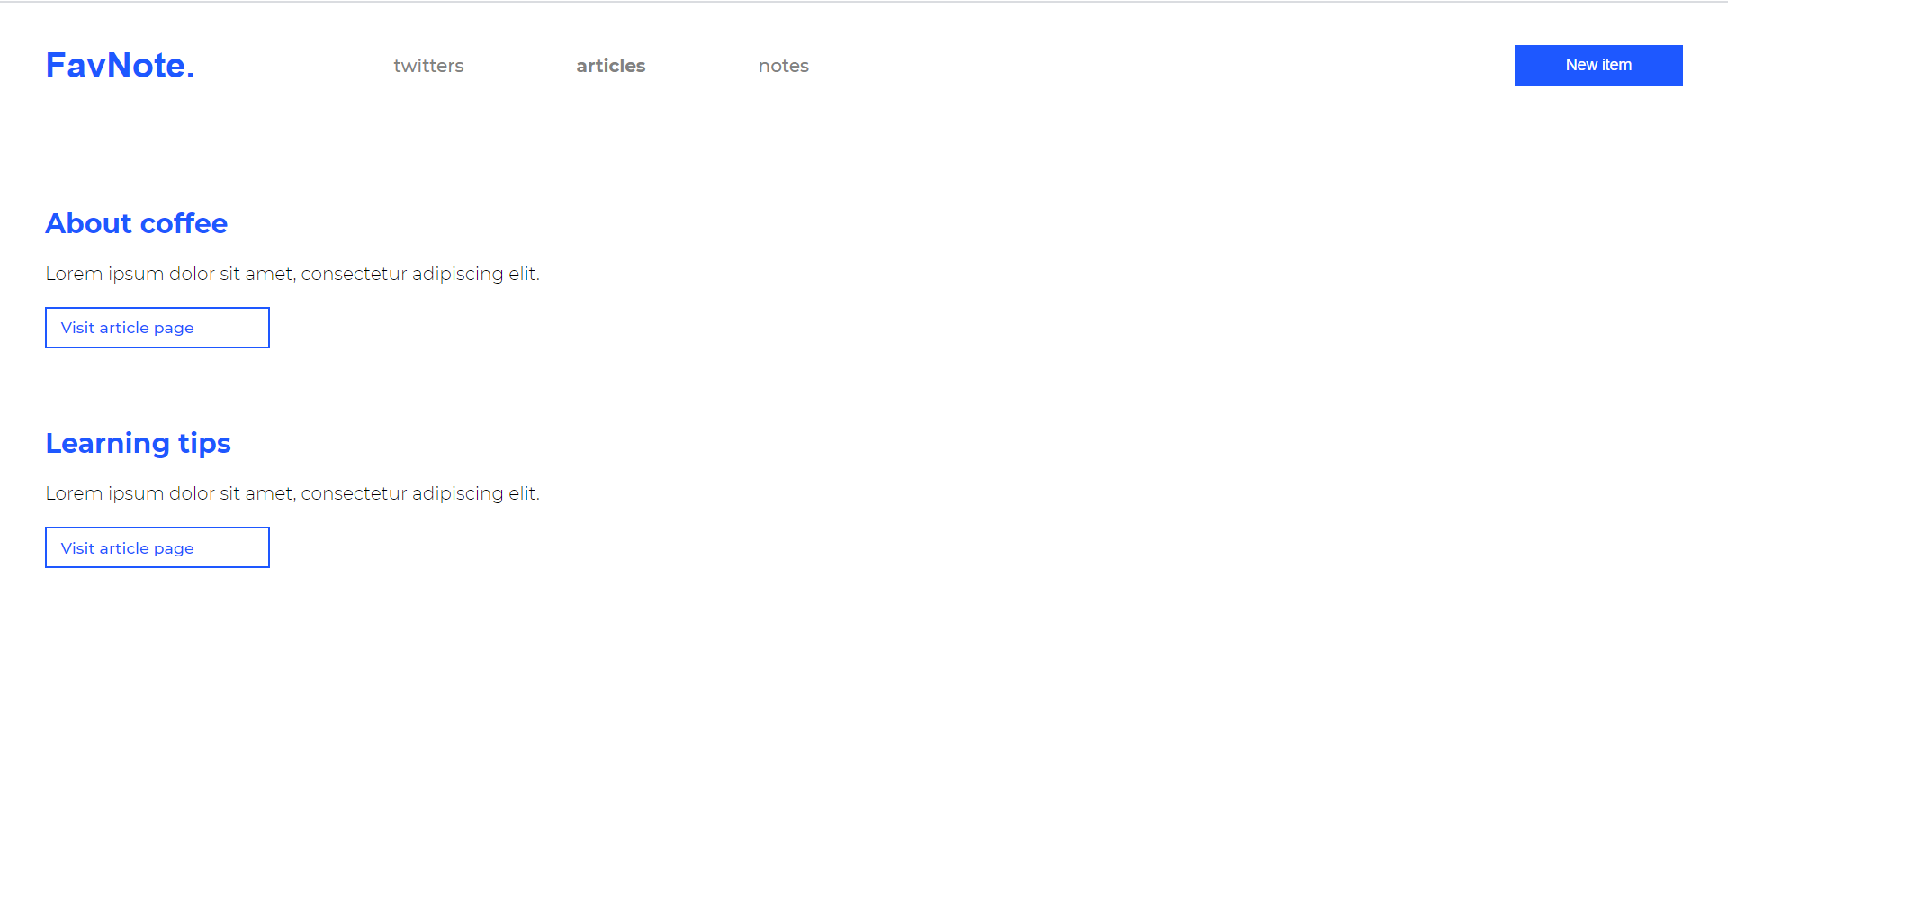 FavNote.
twitters
articles
notes
New item
About coffee
Lorem ipsum dolor sit amet, consectetur adipiscing elit.
Visit article page
Learning tips
Lorem ipsum dolor sit amet, consectetur adipiscing elit.
Visit article page